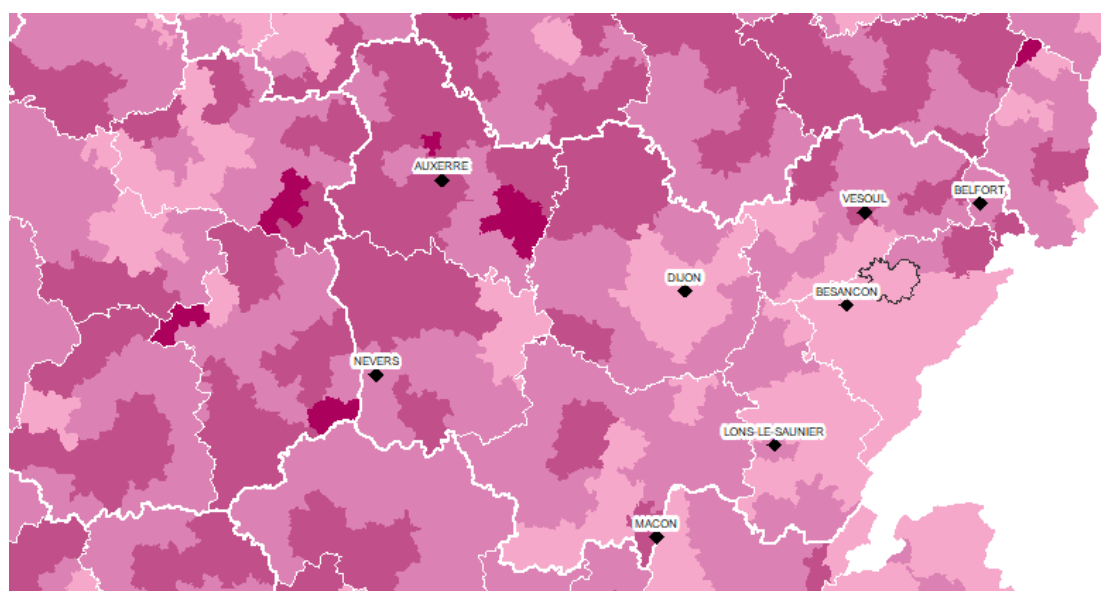 AUXERRE
BELFORT
VESOUL
DIJON
BESANCON
NEVERS
LONS-LE-SAUNIER
MACON